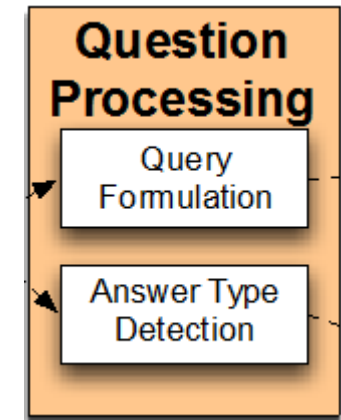 Question
Processing
Query
Formulation
Answer Type
Detection